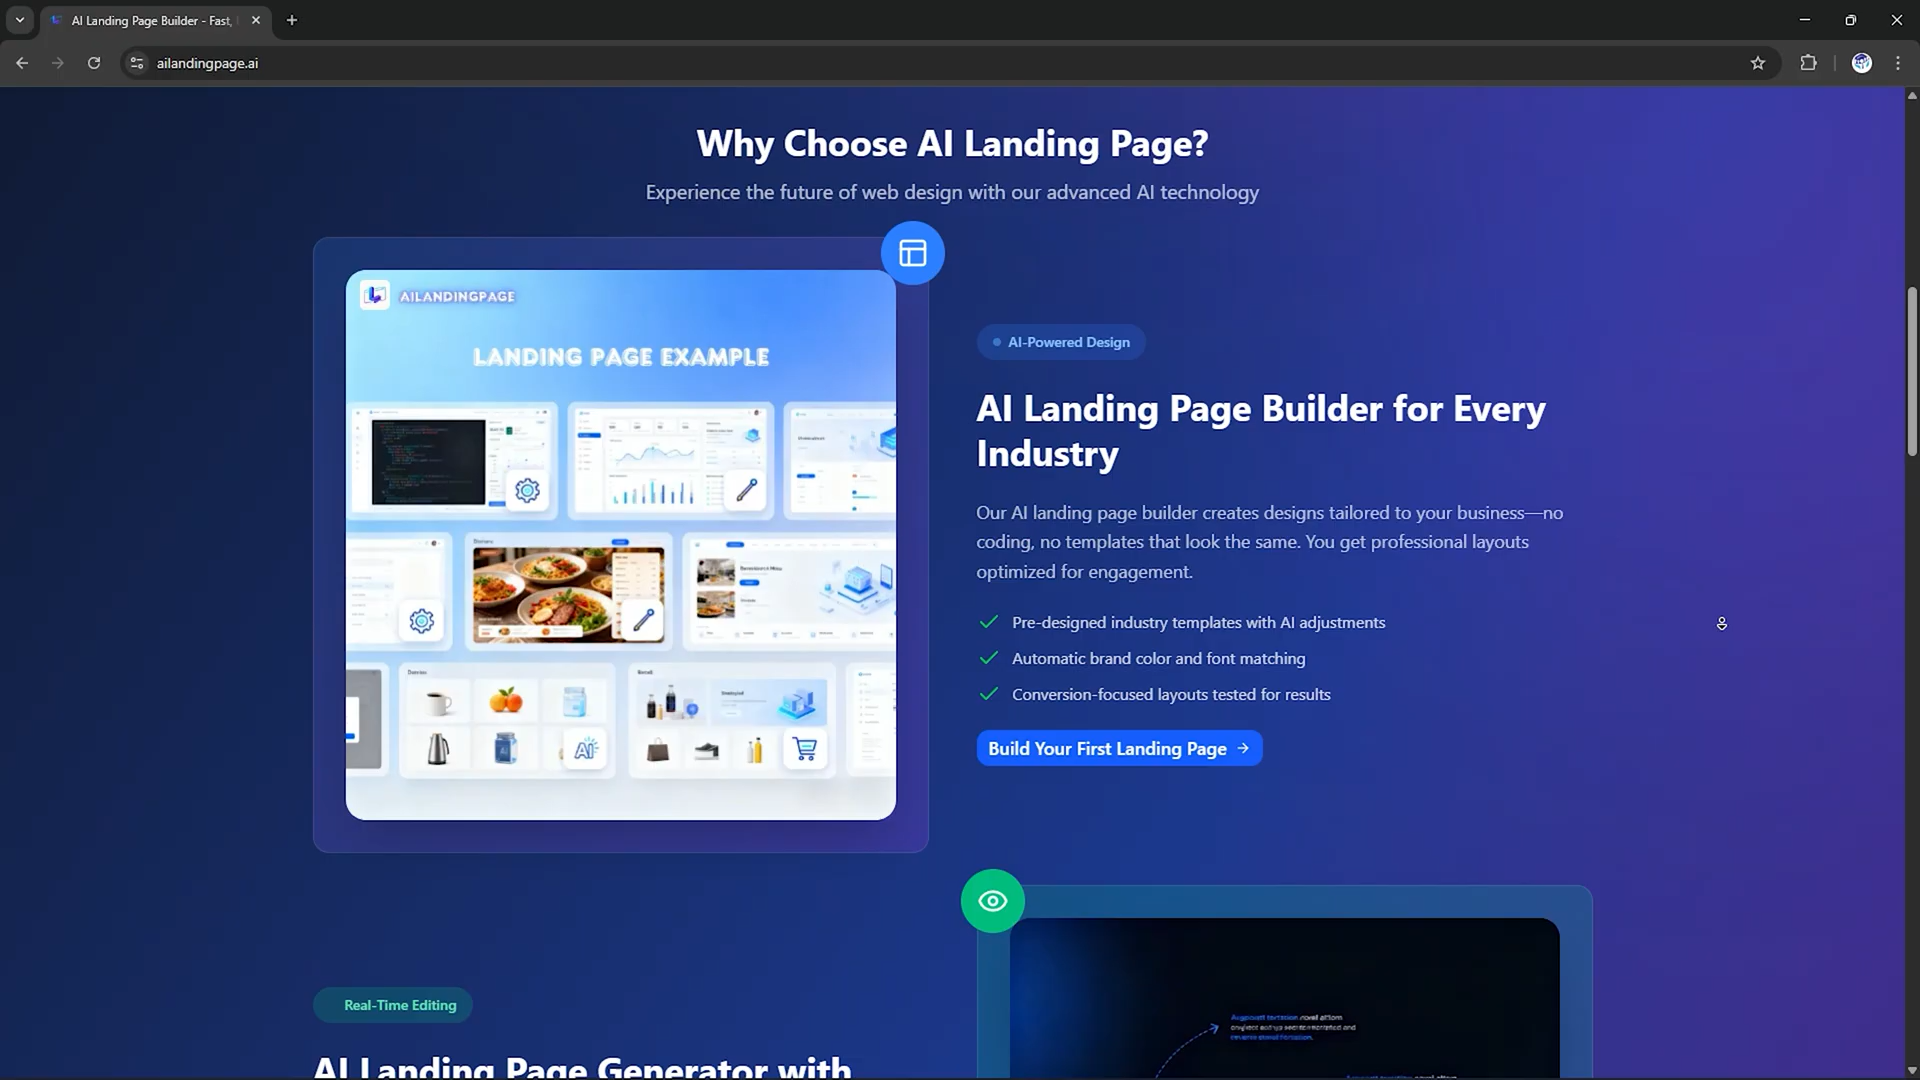 AI Landing Page Builder - Fast,
ailandingpage.ai
Why Choose AI Landing Page?
Experience the future of web design with our advanced AI technology
AILANDINGPAGE
LANDING PAGE EXAMPLE
AI
AI-Powered Design
AI Landing Page Builder for Every
Industry
Our AI landing page builder creates designs tailored to your business—no
coding, no templates that look the same. You get professional layouts
optimized for engagement.
Pre-designed industry templates with AI adjustments
Automatic brand color and font matching
Conversion-focused layouts tested for results
Build Your First Landing Page →
Real-Time Editing
AI Landing Page Generator with